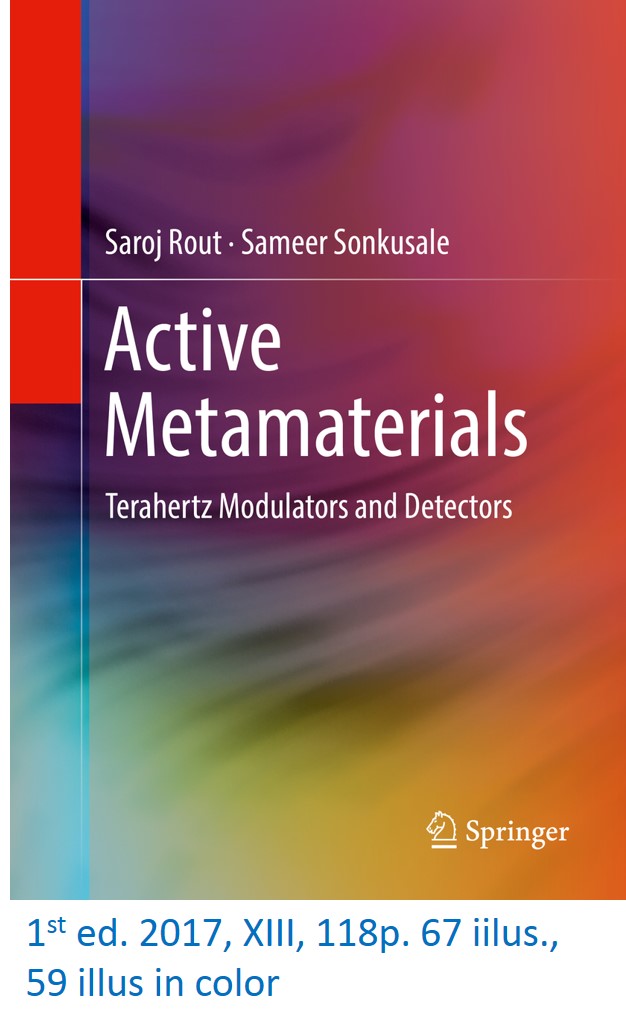 Saroj Rout · Sameer Sonkusale
Active
Metamaterials
Terahertz Modulators and Detectors
Springer
1st ed. 2017, XIII, 118p. 67 iilus.,
59 illus in color